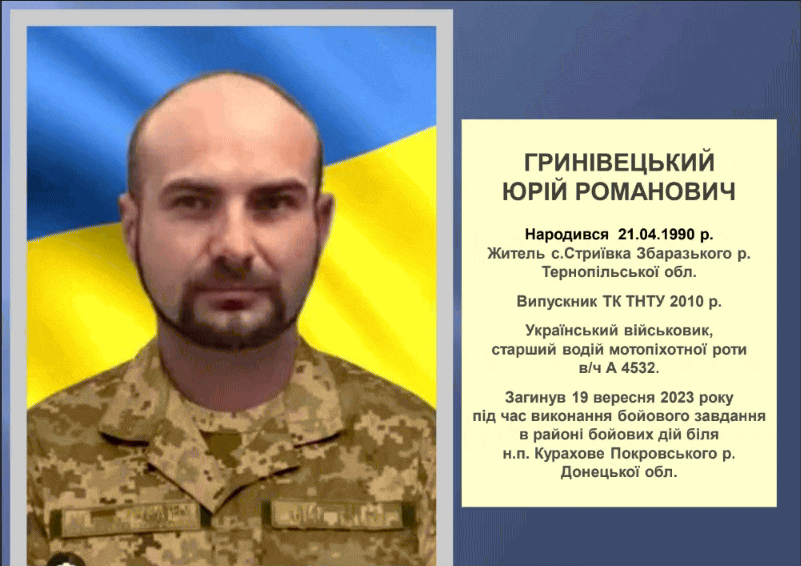 ГРИНІВЕЦЬКИЙ
ЮРІЙ РОМАНОВИЧ
Народився 21.04.1990 р.
Житель с.Стриївка Збаразького р.
Тернопільської обл.
Випускник ТК ТНТУ 2010 р.
Український військовик,
старший водій мотопіхотної роти
в/ч А 4532.
Загинув 19 вересня 2023 року
під час виконання бойового завдання
в районі бойових дій біля
н.п. Курахове Покровського р.
Донецької обл.